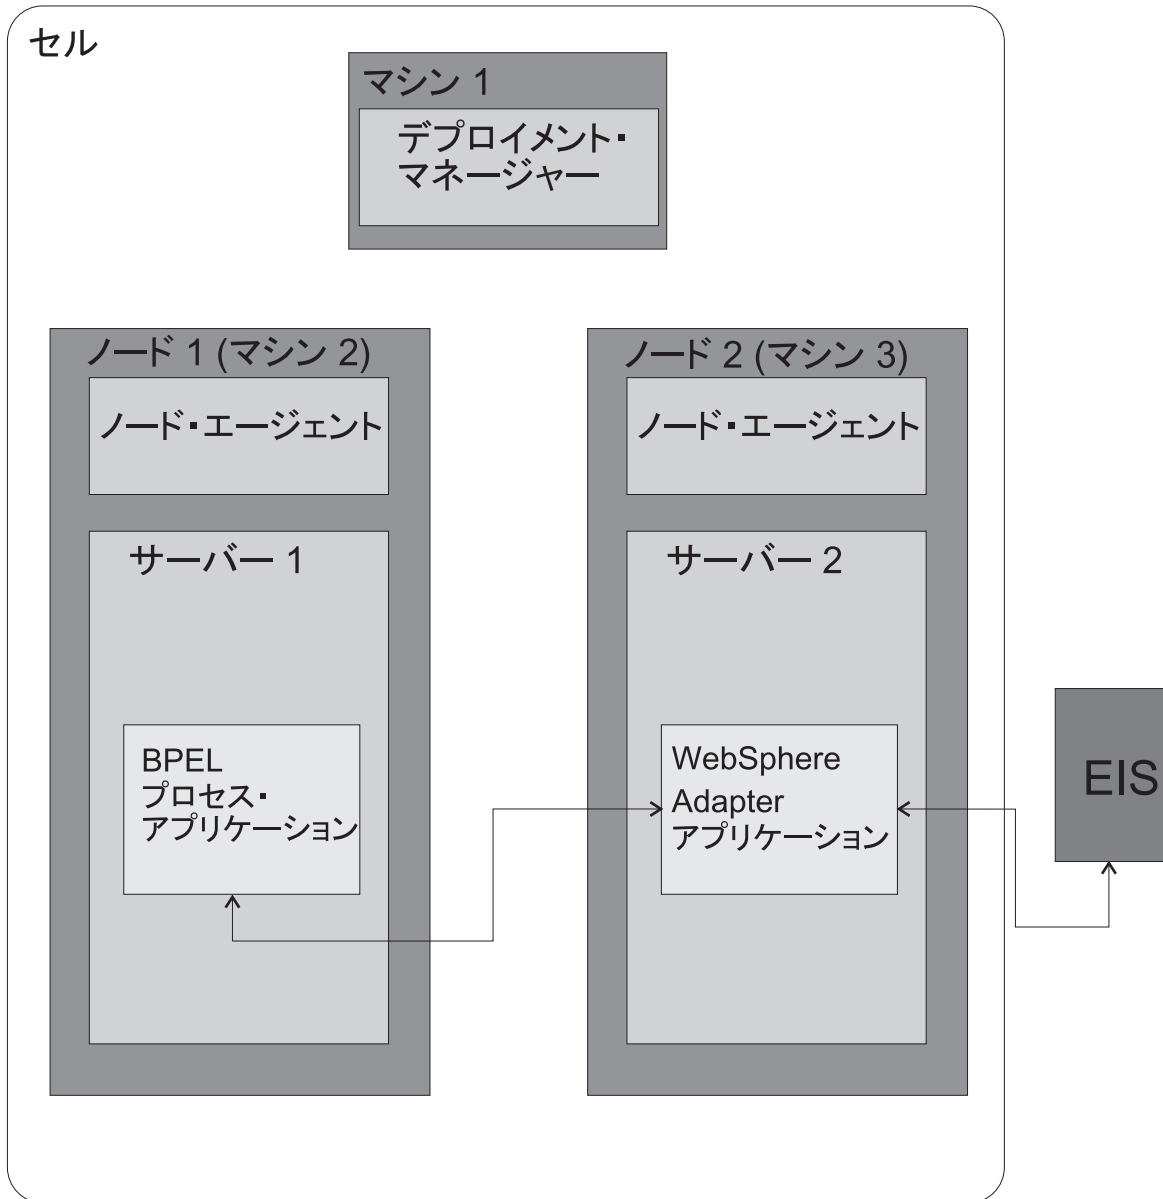 セル
マシン 1
デプロイメント・
マネージャー
ノード 1 (マシン 2)
ノード・エージェント
サーバー 1
BPEL
プロセス・
アプリケーション
ノード 2 (マシン 3)
ノード・エージェント
サーバー 2
WebSphere
Adapter
アプリケーション
EIS